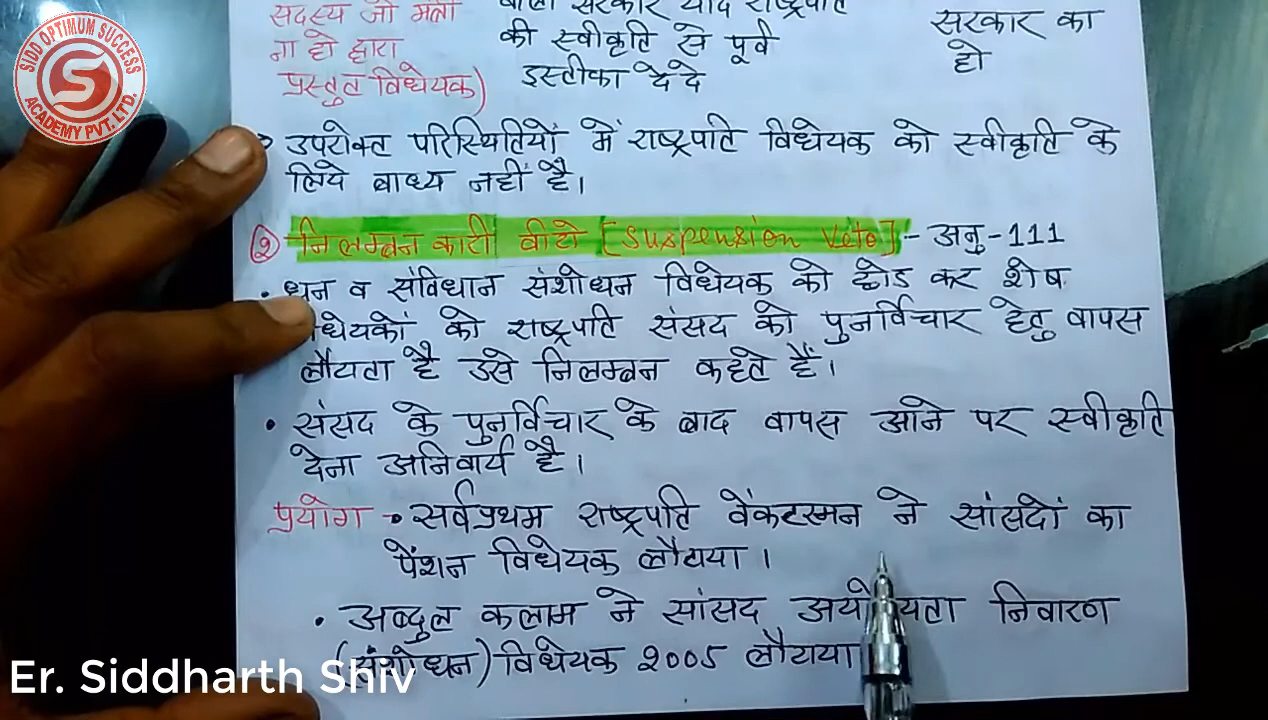 SIDD OPTIMUM SUCCESS
ACADEMY PVT. LTD.
सदस्य जो मंत्री
ना हो द्वारा
प्रस्तुत विधेयक)
वाली सरकार यदि राष्ट्रपति
की स्वीकृति से पूर्व
इस्तीफा दे दे
सरकार का
हो
उपरोक्त परिस्थितियों में राष्ट्रपति विधेयक को स्वीकृति के
लिये बाध्य नहीं है।
② निलम्बनकारी वीटो [Suspension Veto] - अनु - 111
• धन व संविधान संशोधन विधेयक को छोड कर शेष
धेयकों को राष्ट्रपति संसद को पुनर्विचार हेतु वापस
लौटाता है उसे निलम्बन कहते हैं।
• संसद के पुनर्विचार के बाद वापस आने पर स्वीकृति
देना अनिवार्य है।
प्रयोग → सर्वप्रथम राष्ट्रपति वेंकटरमन ने सांसदों का
पेंशन विधेयक लौटाया।
• अब्दुल कलाम ने सांसद निवारण
(संशोधन) विधेयक 2005 लौटाया
Er. Siddharth Shiv